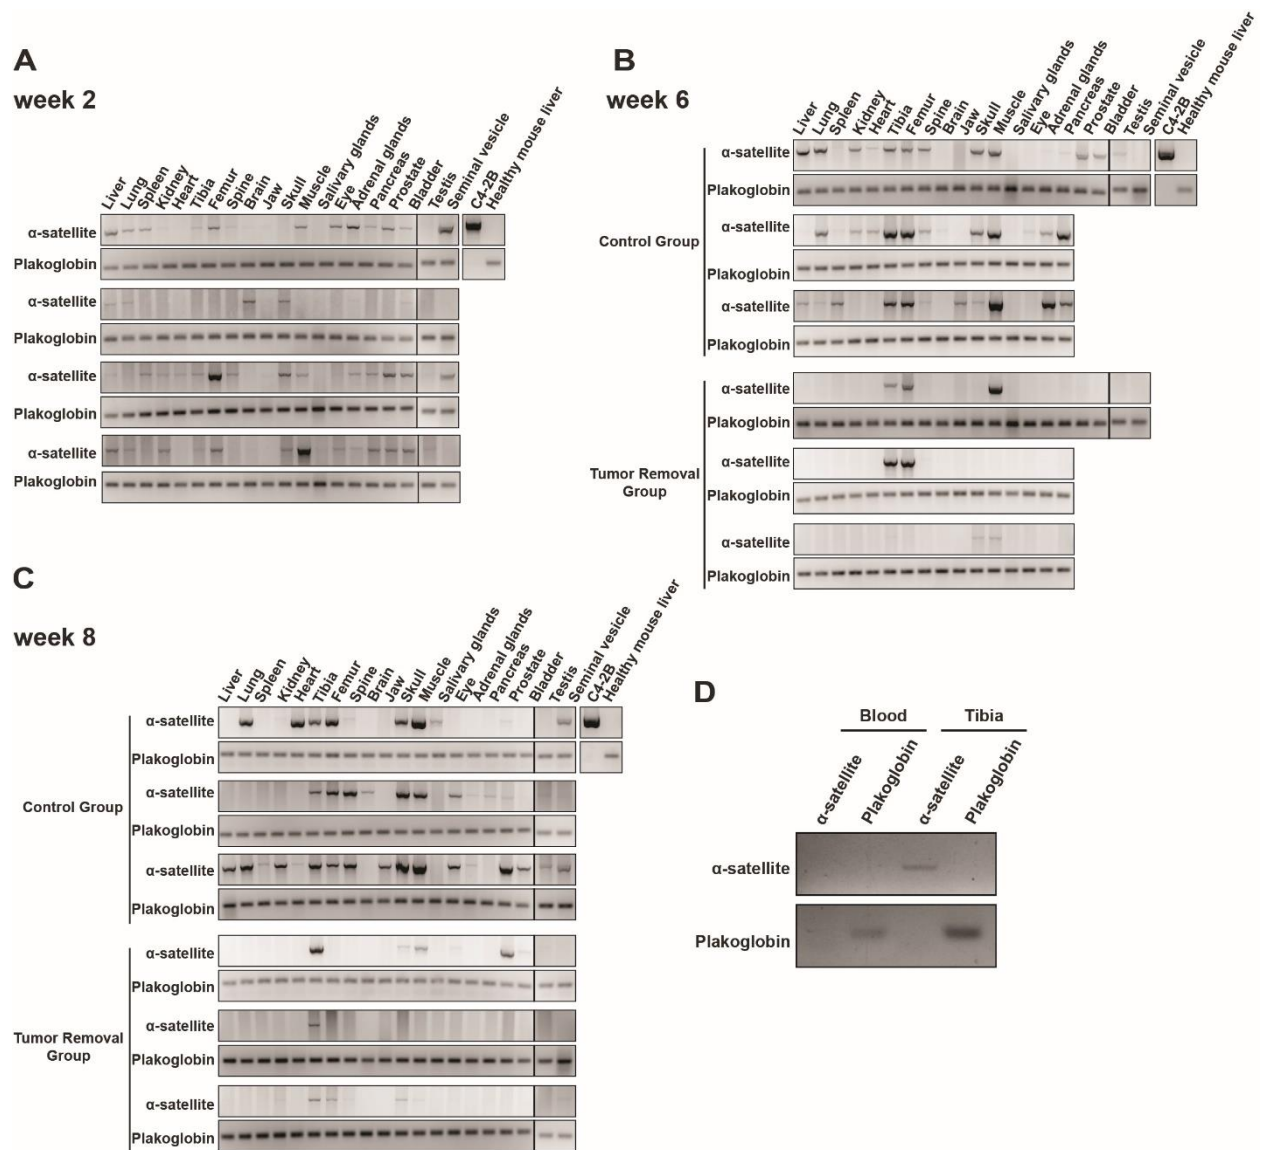 A
week 2
Liver Lung Spleen Kidney Heart Tibia Femur Spine Brain Jaw Skull Muscle Salivary glands Eye Adrenal glands Pancreas Prostate Bladder Testis Seminal vesicle C4-2B Healthy mouse liver
α-satellite
Plakoglobin
α-satellite
Plakoglobin
α-satellite
Plakoglobin
α-satellite
Plakoglobin
B
week 6
Liver Lung Spleen Kidney Heart Tibia Femur Spine Brain Jaw Skull Muscle Salivary glands Eye Adrenal glands Pancreas Prostate Bladder Testis Seminal vesicle C4-2B Healthy mouse liver
Control Group
α-satellite
Plakoglobin
α-satellite
Plakoglobin
α-satellite
Plakoglobin
Tumor Removal
Group
α-satellite
Plakoglobin
α-satellite
Plakoglobin
α-satellite
Plakoglobin
C
week 8
Liver Lung Spleen Kidney Heart Tibia Femur Spine Brain Jaw Skull Muscle Salivary glands Eye Adrenal glands Pancreas Prostate Bladder Testis Seminal vesicle C4-2B Healthy mouse liver
Control Group
α-satellite
Plakoglobin
α-satellite
Plakoglobin
α-satellite
Plakoglobin
Tumor Removal
Group
α-satellite
Plakoglobin
α-satellite
Plakoglobin
α-satellite
Plakoglobin
D
Blood Tibia
α-satellite Plakoglobin α-satellite Plakoglobin
α-satellite
Plakoglobin